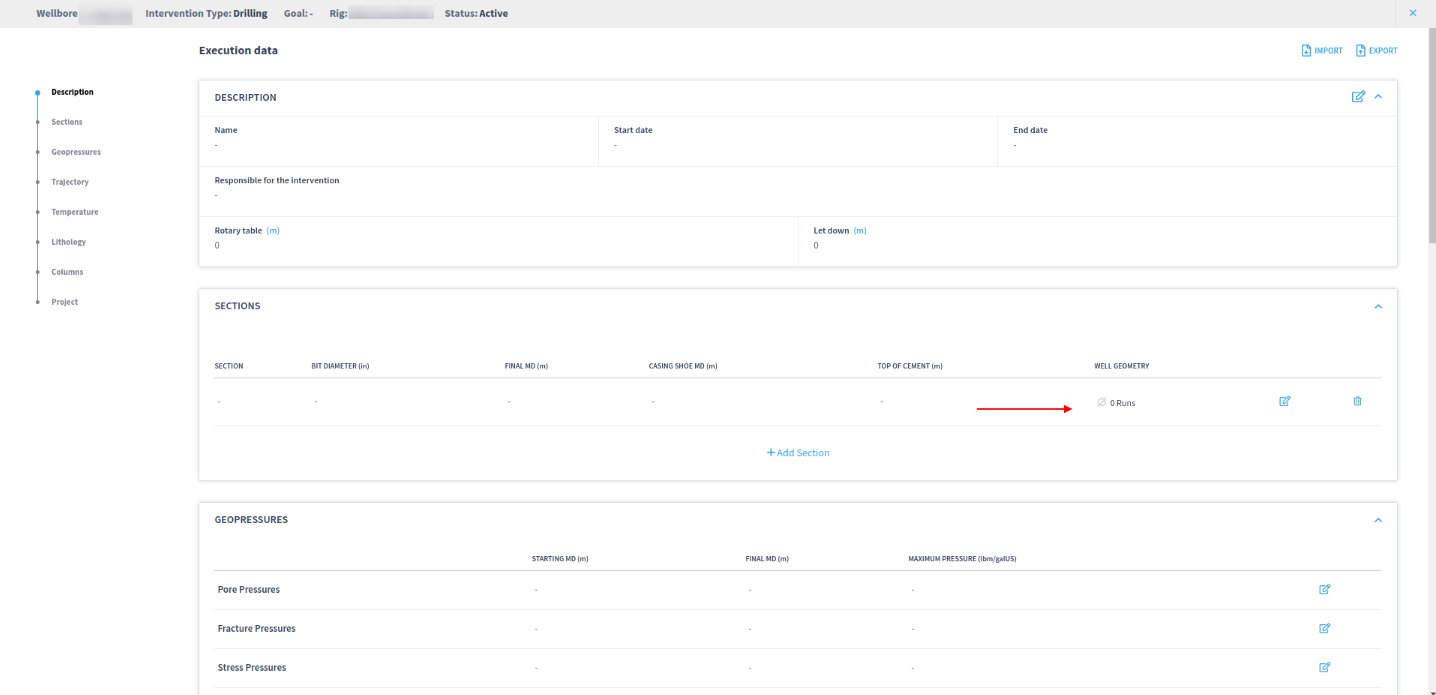 Wellbore Intervention Type: Drilling Goal: - Rig: Status: Active
Execution data
IMPORT EXPORT
Description
Sections
Geopressures
Trajectory
Temperature
Lithology
Columns
Project
DESCRIPTION
Name Start date End date
- - -
Responsible for the intervention
-
Rotary table (m) Let down (m)
0 0
SECTIONS
SECTION BIT DIAMETER (in) FINAL MD (m) CASING SHOE MD (m) TOP OF CEMENT (m) WELL GEOMETRY
- - - - - 0 Runs
+ Add Section
GEOPRESSURES
STARTING MD (m) FINAL MD (m) MAXIMUM PRESSURE (lbm/galUS)
Pore Pressures - - -
Fracture Pressures - - -
Stress Pressures - - -